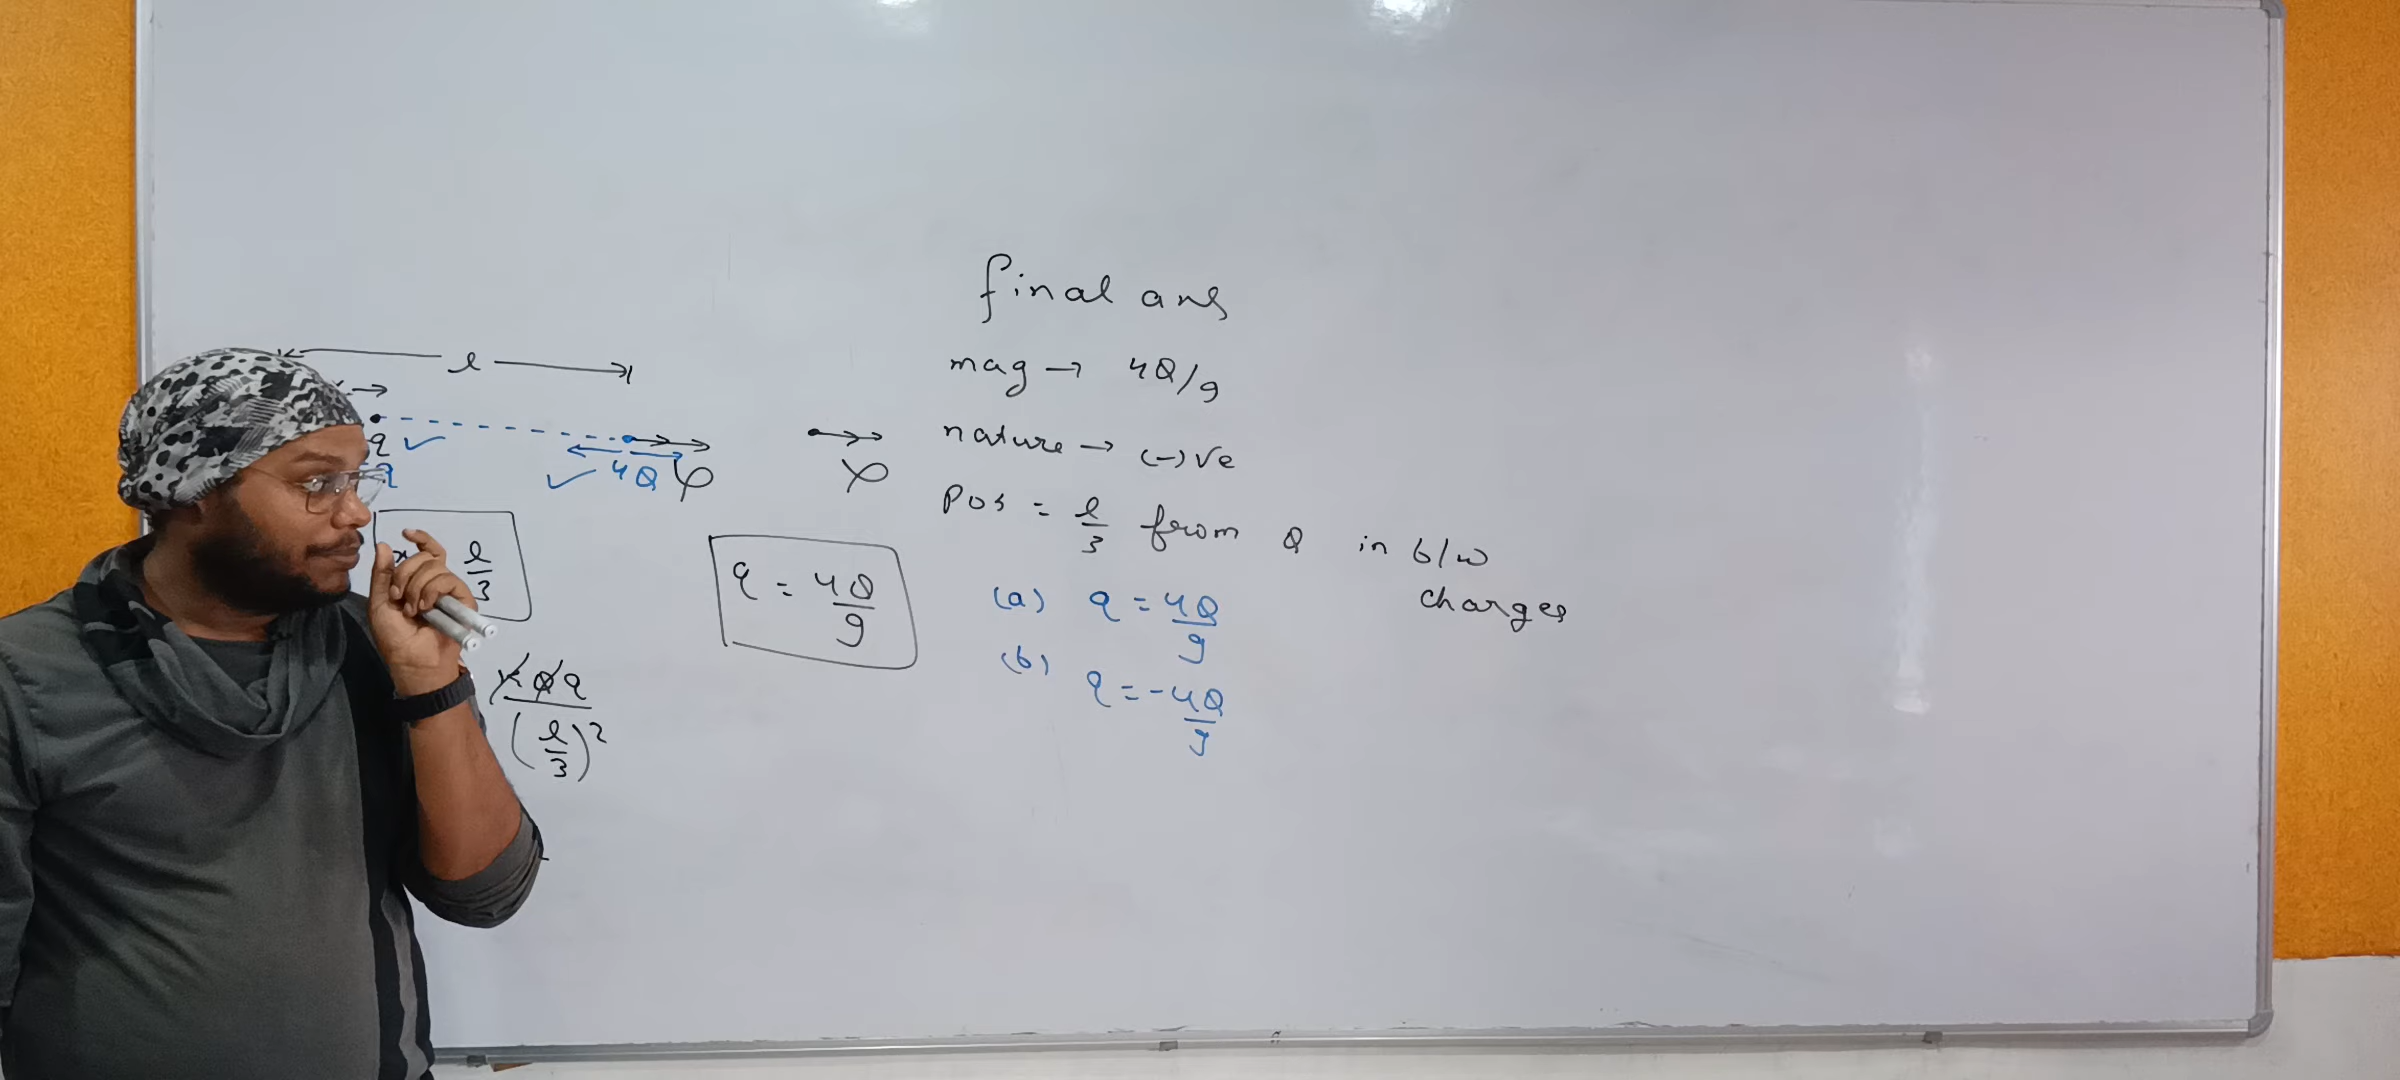 final ans
mag → 4Q/9
nature → (-)ve
Pos = l/3 from Q in b/w
charges
(a) q = 4Q/9
(b) q = -4Q/9
l
q
4Q
l/3
q = 4Q/9
KQq/(l/3)²